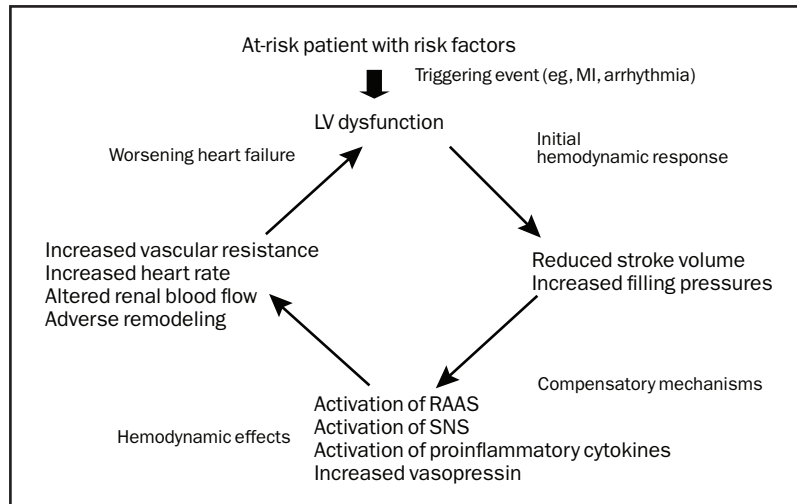 At-risk patient with risk factors
Triggering event (eg, MI, arrhythmia)
LV dysfunction
Worsening heart failure
Initial
hemodynamic response
Increased vascular resistance
Increased heart rate
Altered renal blood flow
Adverse remodeling
Reduced stroke volume
Increased filling pressures
Compensatory mechanisms
Activation of RAAS
Activation of SNS
Activation of proinflammatory cytokines
Increased vasopressin
Hemodynamic effects